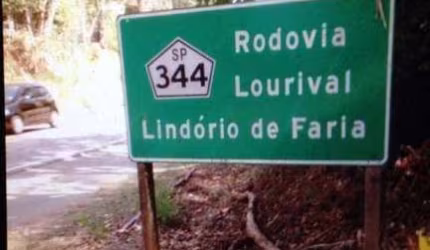 SP
344
Rodovia
Lourival
Lindório de Faria